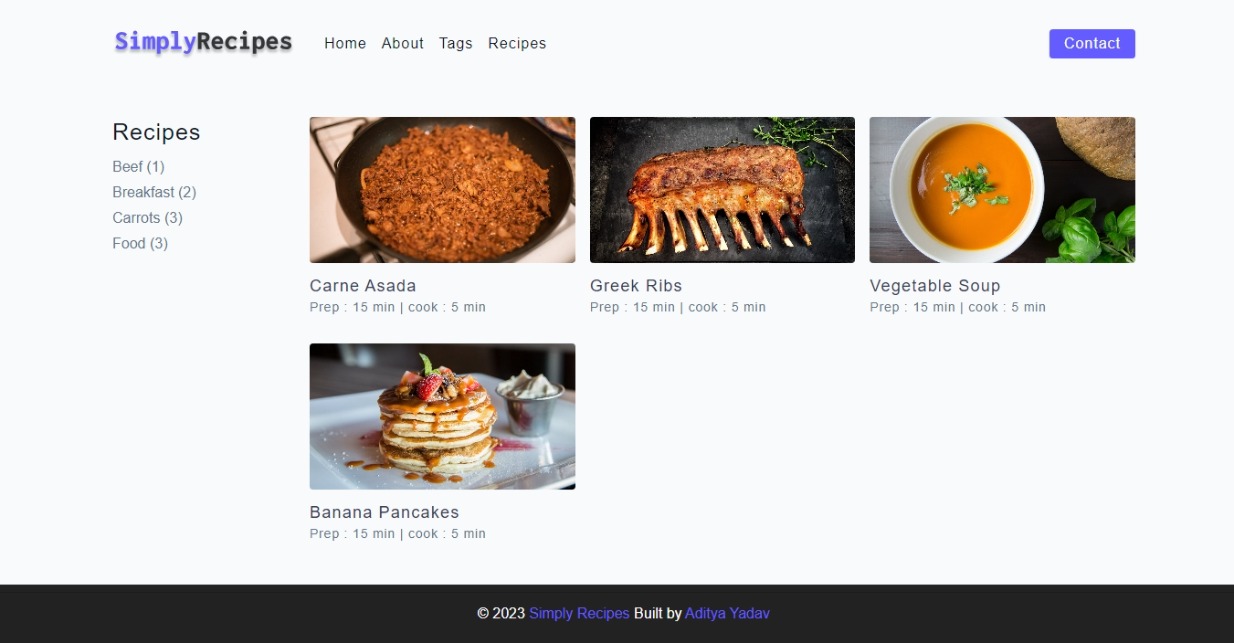 SimplyRecipes Home About Tags Recipes Contact
Recipes
Beef (1)
Breakfast (2)
Carrots (3)
Food (3)
Carne Asada
Prep : 15 min | cook : 5 min
Greek Ribs
Prep : 15 min | cook : 5 min
Vegetable Soup
Prep : 15 min | cook : 5 min
Banana Pancakes
Prep : 15 min | cook : 5 min
© 2023 Simply Recipes Built by Aditya Yadav